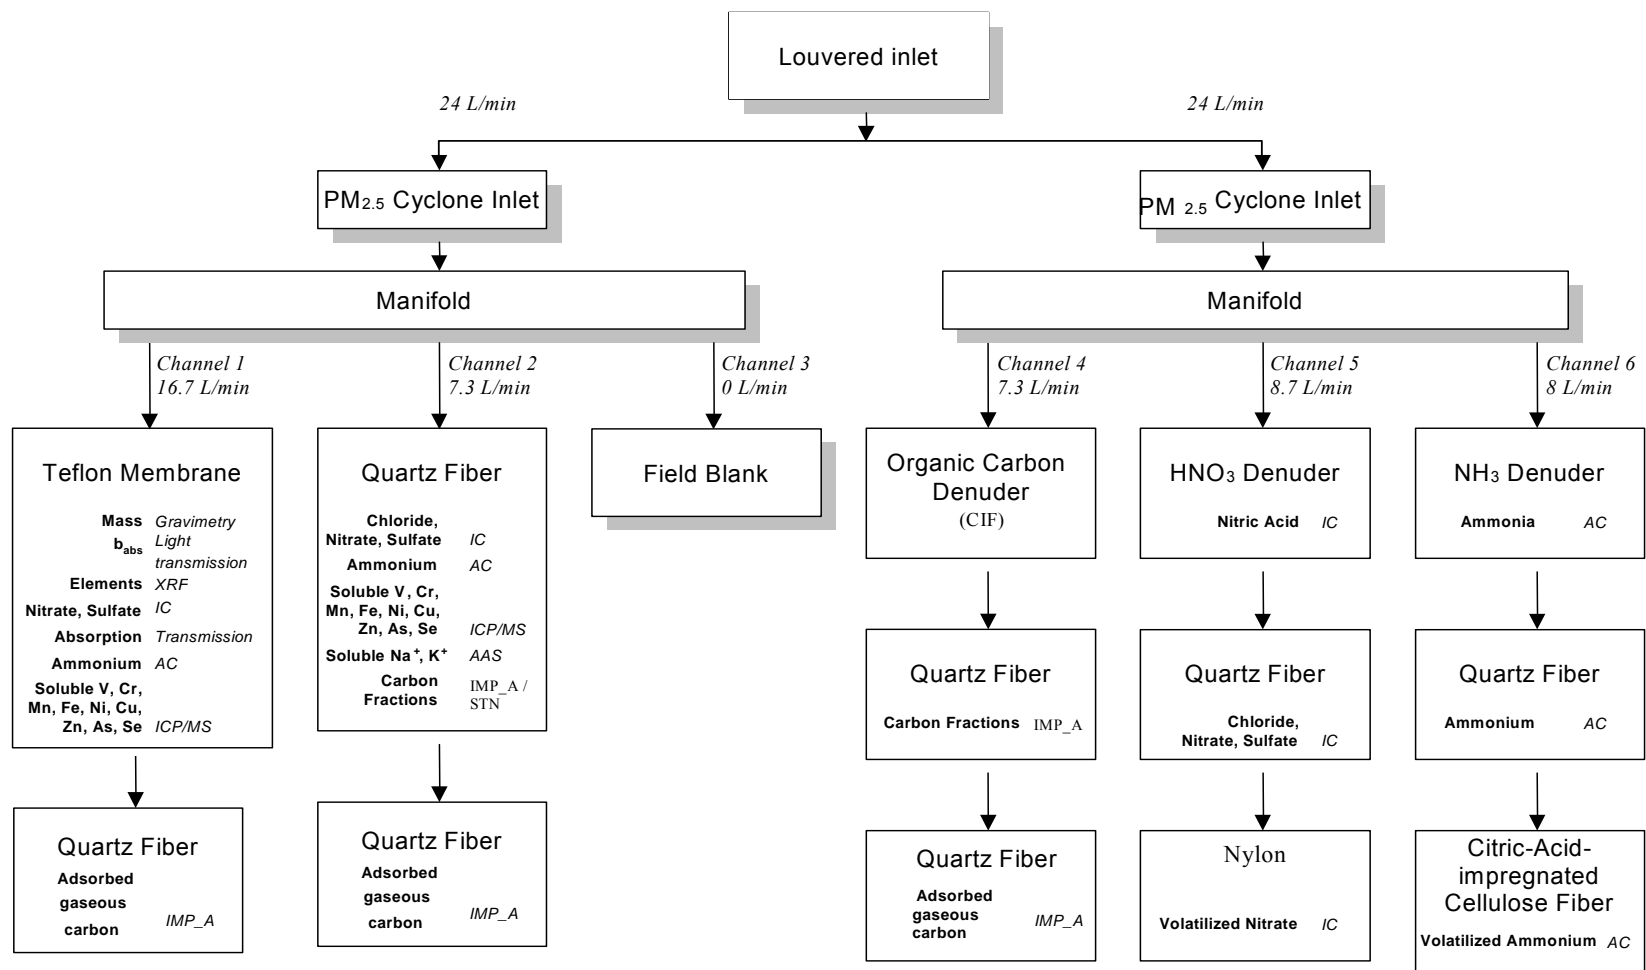 Louvered inlet
24 L/min
24 L/min
PM2.5 Cyclone Inlet
PM 2.5 Cyclone Inlet
Manifold
Manifold
Channel 1
16.7 L/min
Channel 2
7.3 L/min
Channel 3
0 L/min
Channel 4
7.3 L/min
Channel 5
8.7 L/min
Channel 6
8 L/min
Teflon Membrane
Mass Gravimetry
babs Light
transmission
Elements XRF
Nitrate, Sulfate IC
Absorption Transmission
Ammonium AC
Soluble V, Cr,
Mn, Fe, Ni, Cu,
Zn, As, Se ICP/MS
Quartz Fiber
Chloride,
Nitrate, Sulfate IC
Ammonium AC
Soluble V, Cr,
Mn, Fe, Ni, Cu,
Zn, As, Se ICP/MS
Soluble Na+, K+ AAS
Carbon IMP_A /
Fractions STN
Field Blank
Organic Carbon
Denuder
(CIF)
HNO3 Denuder
Nitric Acid IC
NH3 Denuder
Ammonia AC
Quartz Fiber
Carbon Fractions IMP_A
Quartz Fiber
Chloride,
Nitrate, Sulfate IC
Quartz Fiber
Ammonium AC
Quartz Fiber
Adsorbed
gaseous
carbon IMP_A
Quartz Fiber
Adsorbed
gaseous
carbon IMP_A
Quartz Fiber
Adsorbed
gaseous
carbon IMP_A
Nylon
Volatilized Nitrate IC
Citric-Acid-
impregnated
Cellulose Fiber
Volatilized Ammonium AC